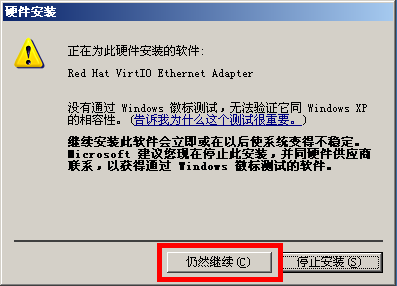 硬件安装
正在为此硬件安装的软件:
Red Hat VirtIO Ethernet Adapter
没有通过 Windows 徽标测试，无法验证它同 Windows XP
的相容性。(告诉我为什么这个测试很重要。)
继续安装此软件会立即或在以后使系统变得不稳定。
Microsoft 建议您现在停止此安装，并同硬件供应商
联系，以获得通过 Windows 徽标测试的软件。
仍然继续(C)
停止安装(S)